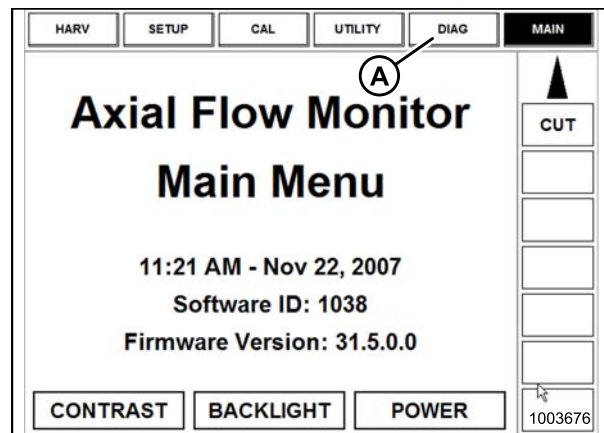 HARV SETUP CAL UTILITY DIAG MAIN
A
Axial Flow Monitor
CUT
Main Menu
11:21 AM - Nov 22, 2007
Software ID: 1038
Firmware Version: 31.5.0.0
CONTRAST BACKLIGHT POWER
1003676